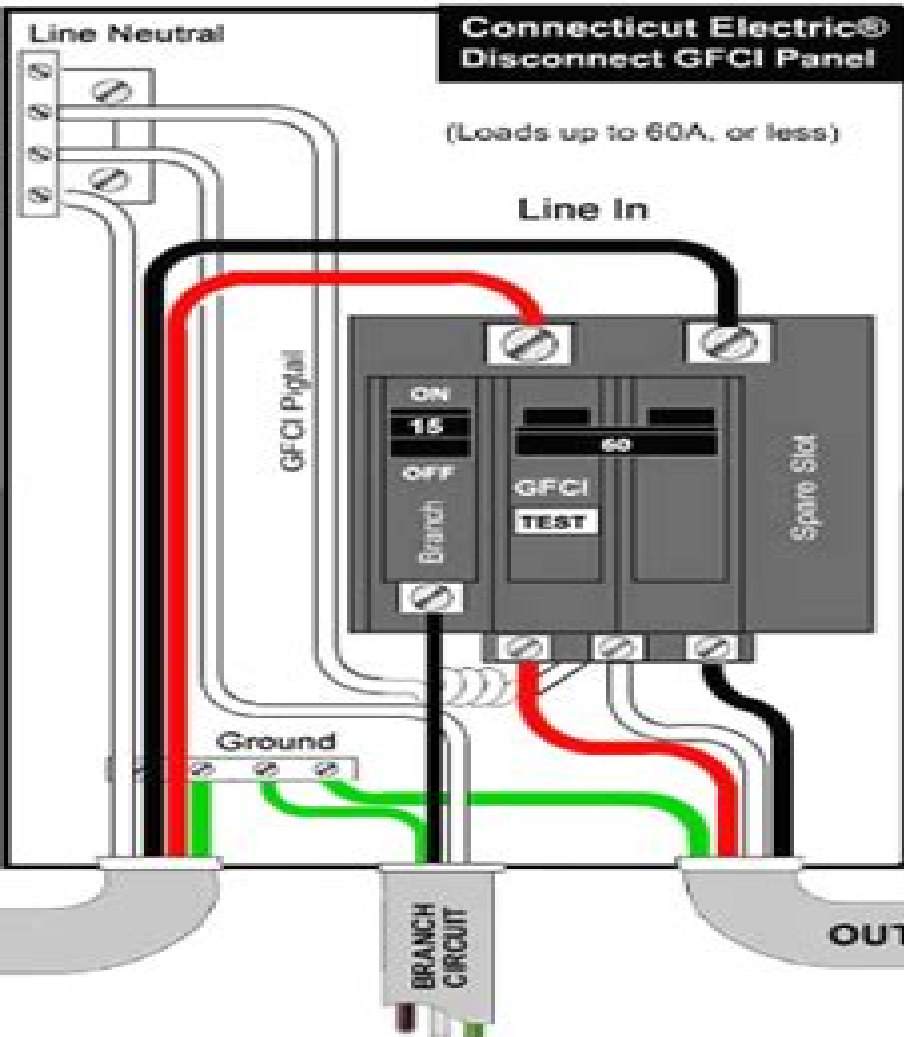 Line Neutral
Connecticut Electric®
Disconnect GFCI Panel
(Loads up to 60A, or less)
Line In
GFCI Pigtail
ON
15
OFF
Branch
60
GFCI
TEST
Spare Slot
Ground
BRANCH
CIRCUIT
OUT